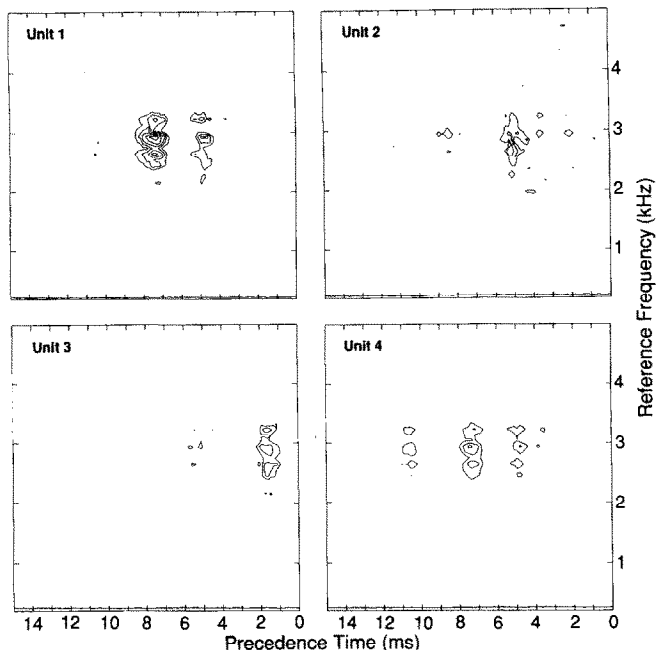 Unit 1
Unit 2
4
3
2
1
Unit 3
Unit 4
4
3
2
1
0
Reference Frequency (kHz)
14 12 10 8 6 4 2 0
14 12 10 8 6 4 2 0
Precedence Time (ms)